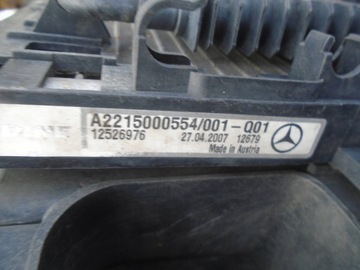 A2215000554/001-Q01
12526976 27.04.2007 12679
Made in Austria